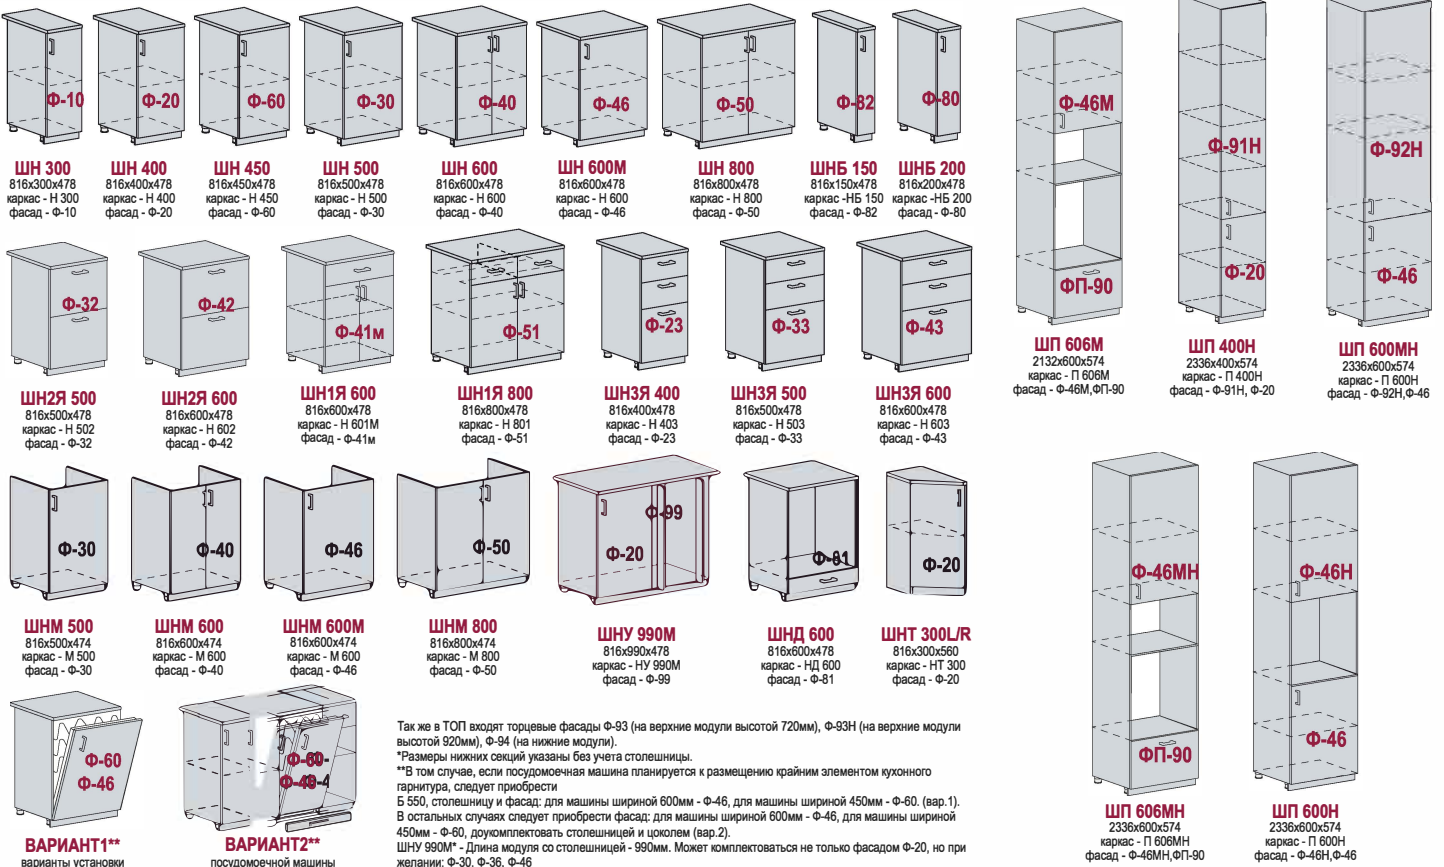 Ф-10
Ф-20
Ф-60
Ф-30
Ф-40
Ф-46
Ф-50
Ф-82
Ф-80
ШН 300
816х300х478
каркас - Н 300
фасад - Ф-10
ШН 400
816х400х478
каркас - Н 400
фасад - Ф-20
ШН 450
816х450х478
каркас - Н 450
фасад - Ф-60
ШН 500
816х500х478
каркас - Н 500
фасад - Ф-30
ШН 600
816х600х478
каркас - Н 600
фасад - Ф-40
ШН 600М
816х600х478
каркас - Н 600
фасад - Ф-46
ШН 800
816х800х478
каркас - Н 800
фасад - Ф-50
ШНБ 150
816х150х478
каркас -НБ 150
фасад - Ф-82
ШНБ 200
816х200х478
каркас -НБ 200
фасад - Ф-80
Ф-32
Ф-42
Ф-41м
Ф-51
Ф-23
Ф-33
Ф-43
ШН2Я 500
816х500х478
каркас - Н 502
фасад - Ф-32
ШН2Я 600
816х600х478
каркас - Н 602
фасад - Ф-42
ШН1Я 600
816х600х478
каркас - Н 601М
фасад - Ф-41м
ШН1Я 800
816х800х478
каркас - Н 801
фасад - Ф-51
ШН3Я 400
816х400х478
каркас - Н 403
фасад - Ф-23
ШН3Я 500
816х500х478
каркас - Н 503
фасад - Ф-33
ШН3Я 600
816х600х478
каркас - Н 603
фасад - Ф-43
Ф-30
Ф-40
Ф-46
Ф-50
Ф-20
Ф-99
Ф-81
Ф-20
ШНМ 500
816х500х474
каркас - М 500
фасад - Ф-30
ШНМ 600
816х600х474
каркас - М 600
фасад - Ф-40
ШНМ 600М
816х600х474
каркас - М 600
фасад - Ф-46
ШНМ 800
816х800х474
каркас - М 800
фасад - Ф-50
ШНУ 990М
816х990х478
каркас - НУ 990М
фасад - Ф-99
ШНД 600
816х600х478
каркас - НД 600
фасад - Ф-81
ШНТ 300L/R
816х300х560
каркас - НТ 300
фасад - Ф-20
Ф-60
Ф-46
ВАРИАНТ1**
варианты установки
Ф-60-
ВАРИАНТ2**
посудомоечной машины
Так же в ТОП входят торцевые фасады Ф-93 (на верхние модули высотой 720мм), Ф-93Н (на верхние модули
высотой 920мм), Ф-94 (на нижние модули).
*Размеры нижних секций указаны без учета столешницы.
**В том случае, если посудомоечная машина планируется к размещению крайним элементом кухонного
гарнитура, следует приобрести
Б 550, столешницу и фасад: для машины шириной 600мм - Ф-46, для машины шириной 450мм - Ф-60. (вар.1).
В остальных случаях следует приобрести фасад: для машины шириной 600мм - Ф-46, для машины шириной
450мм - Ф-60, доукомплектовать столешницей и цоколем (вар.2).
ШНУ 990М* - Длина модуля со столешницей - 990мм. Может комплектоваться не только фасадом Ф-20, но при
желании: Ф-30, Ф-36, Ф-46
Ф-46М
ФП-90
Ф-91Н
Ф-20
Ф-92Н
Ф-46
ШП 606М
2132х600х574
каркас - П 606М
фасад - Ф-46М,ФП-90
ШП 400Н
2336х400х574
каркас - П 400Н
фасад - Ф-91Н, Ф-20
ШП 600МН
2336х600х574
каркас - П 600Н
фасад - Ф-92Н,Ф-46
Ф-46МН
ФП-90
Ф-46Н
Ф-46
ШП 606МН
2336х600х574
каркас - П 606МН
фасад - Ф-46МН,ФП-90
ШП 600Н
2336х600х574
каркас - П 600Н
фасад - Ф-46Н,Ф-46